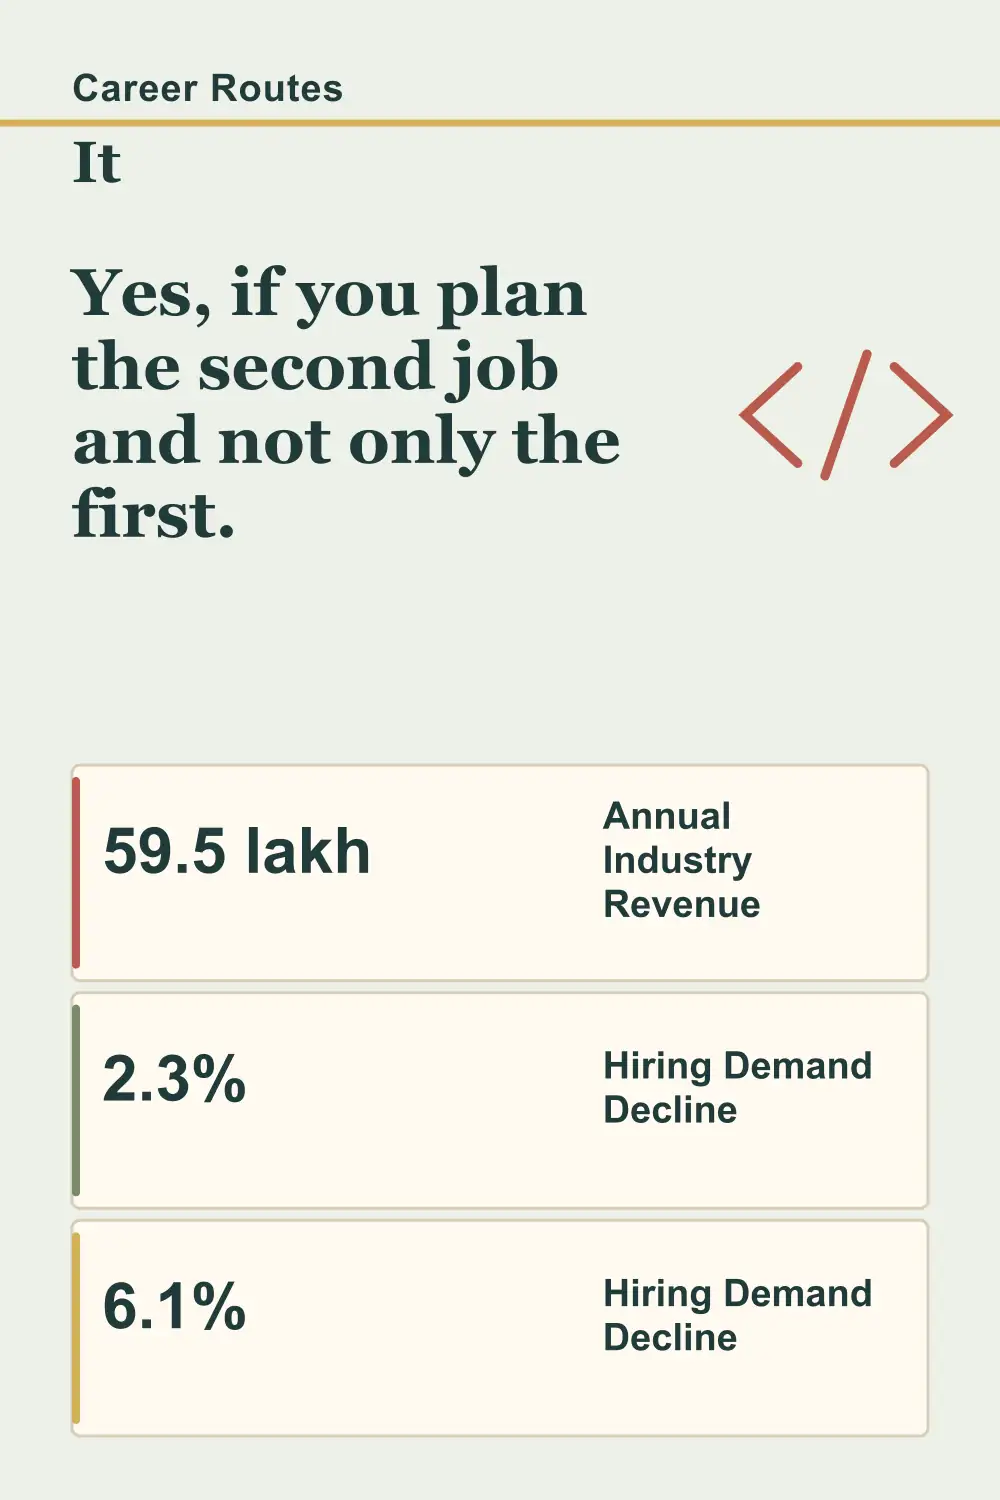 Career Routes
It
Yes, if you plan
the second job
and not only the
first.
59.5 lakh
Annual
Industry
Revenue
2.3%
Hiring Demand
Decline
6.1%
Hiring Demand
Decline